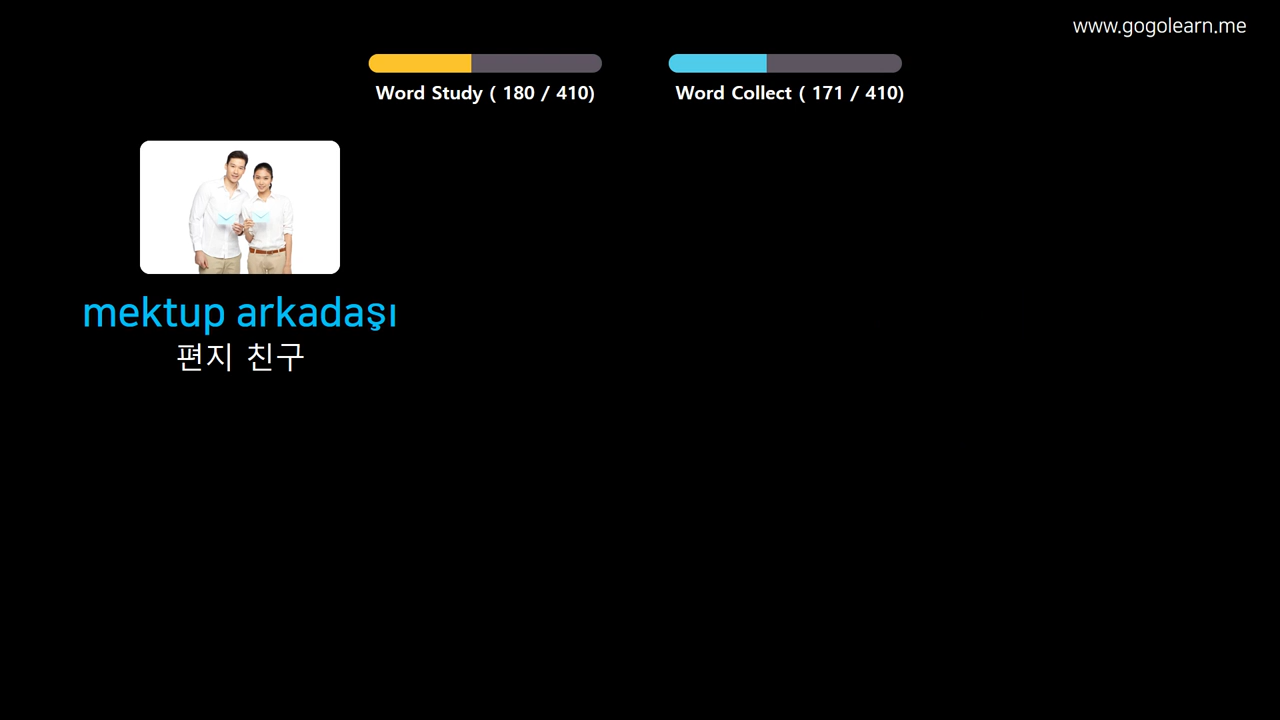 www.gogolearn.me
Word Study ( 180 / 410)
Word Collect ( 171 / 410)
mektup arkadaşı
편지 친구